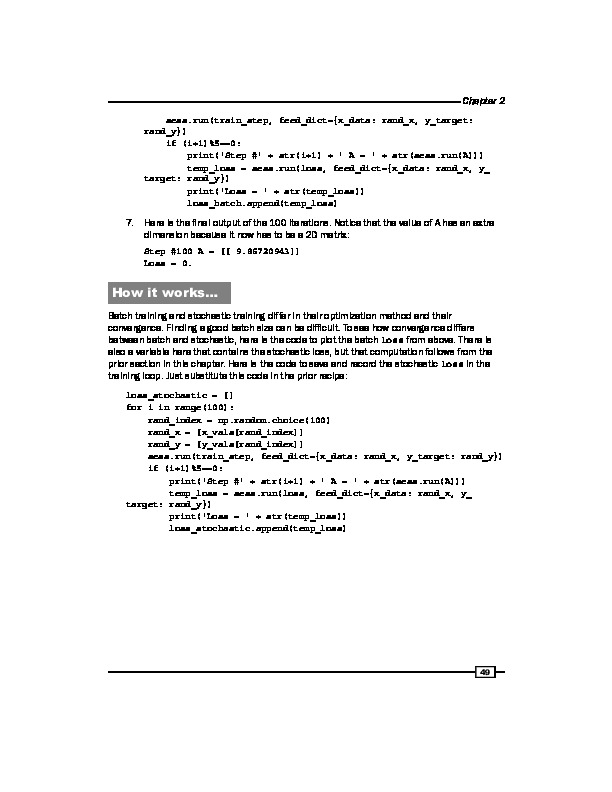 Chapter 2
sess.run(train_step, feed_dict={x_data: rand_x, y_target:
rand_y})
if (i+1)%5==0:
print('Step #' + str(i+1) + ' A = ' + str(sess.run(A)))
temp_loss = sess.run(loss, feed_dict={x_data: rand_x, y_
target: rand_y})
print('Loss = ' + str(temp_loss))
loss_batch.append(temp_loss)
7. Here is the final output of the 100 iterations. Notice that the value of A has an extra
dimension because it now has to be a 2D matrix:
Step #100 A = [[ 9.86720943]]
Loss = 0.
How it works…
Batch training and stochastic training differ in their optimization method and their
convergence. Finding a good batch size can be difficult. To see how convergence differs
between batch and stochastic, here is the code to plot the batch loss from above. There is
also a variable here that contains the stochastic loss, but that computation follows from the
prior section in this chapter. Here is the code to save and record the stochastic loss in the
training loop. Just substitute this code in the prior recipe:
loss_stochastic = []
for i in range(100):
rand_index = np.random.choice(100)
rand_x = [x_vals[rand_index]]
rand_y = [y_vals[rand_index]]
sess.run(train_step, feed_dict={x_data: rand_x, y_target: rand_y})
if (i+1)%5==0:
print('Step #' + str(i+1) + ' A = ' + str(sess.run(A)))
temp_loss = sess.run(loss, feed_dict={x_data: rand_x, y_
target: rand_y})
print('Loss = ' + str(temp_loss))
loss_stochastic.append(temp_loss)
49